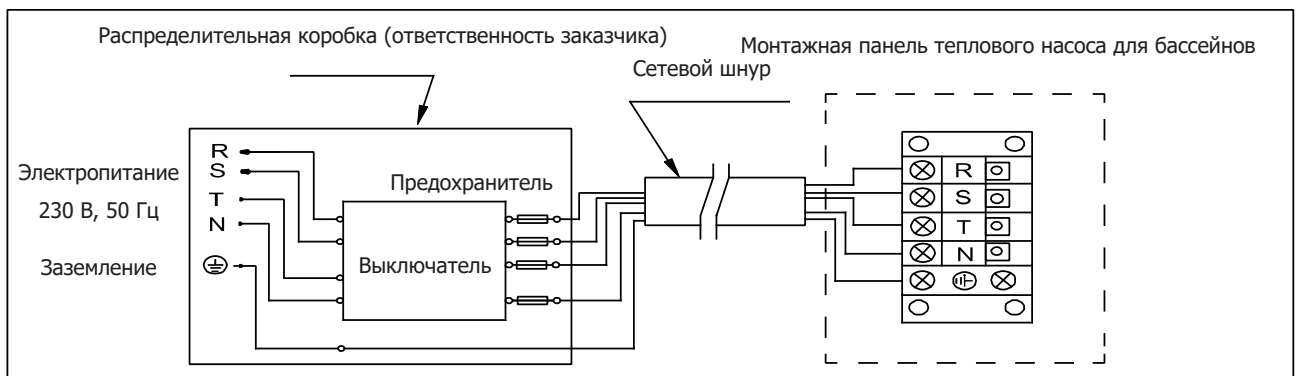 Распределительная коробка (ответственность заказчика)
Монтажная панель теплового насоса для бассейнов
Сетевой шнур
Электропитание
230 В, 50 Гц
Заземление
R
S
T
N
Предохранитель
Выключатель
R
S
T
N